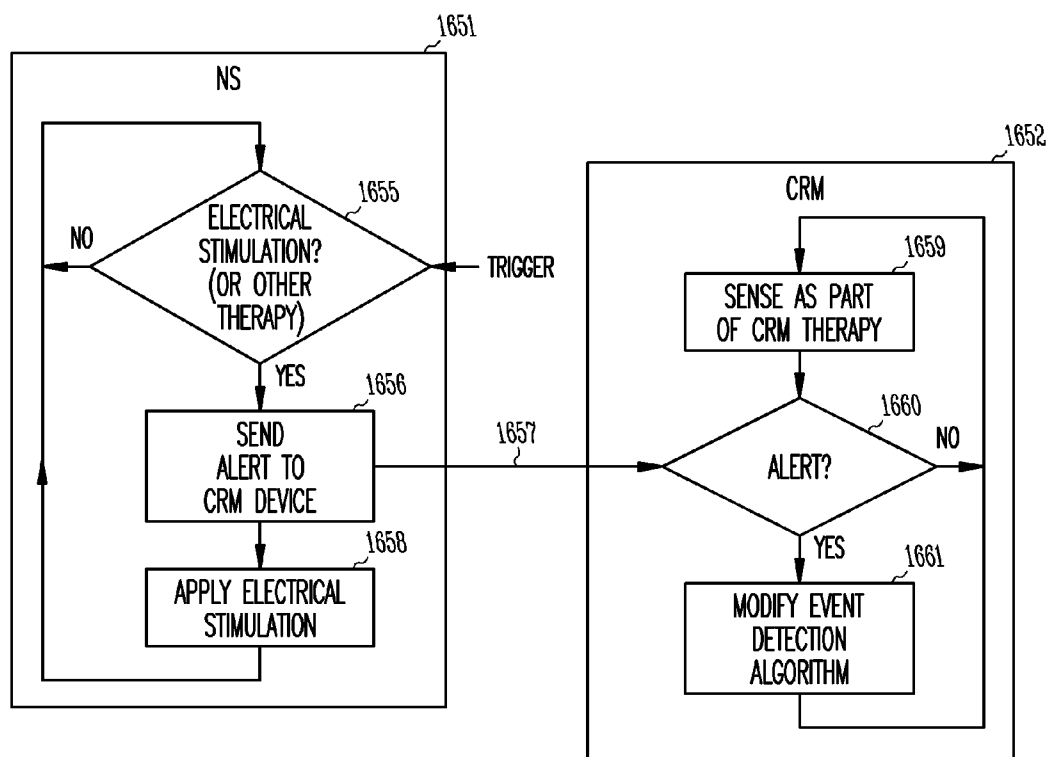 1651
NS
1655
ELECTRICAL
STIMULATION?
(OR OTHER
THERAPY)
NO
TRIGGER
YES
1656
SEND
ALERT TO
CRM DEVICE
1657
1658
APPLY ELECTRICAL
STIMULATION
1652
CRM
1659
SENSE AS PART
OF CRM THERAPY
1660
ALERT?
NO
YES
1661
MODIFY EVENT
DETECTION
ALGORITHM